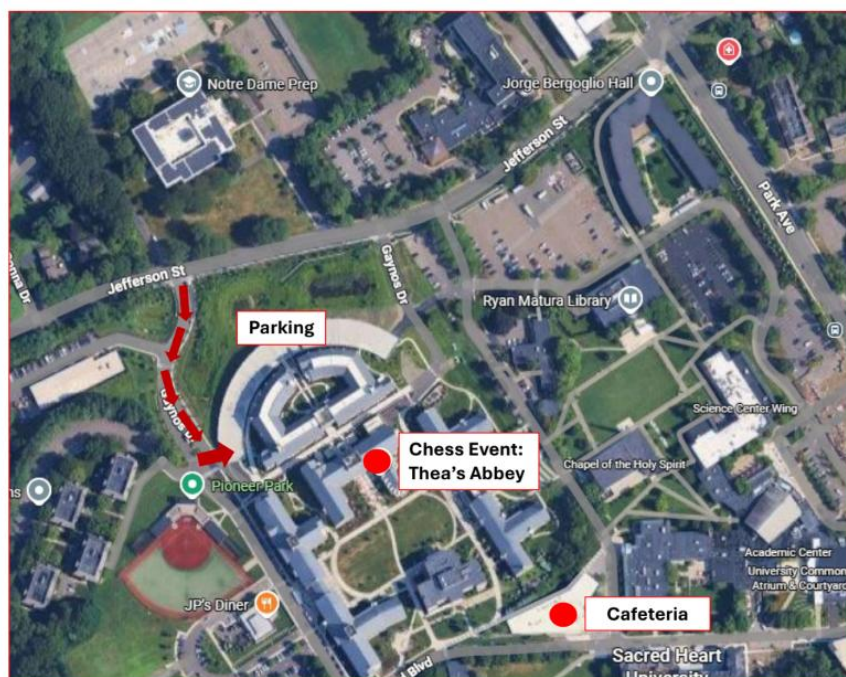 Notre Dame Prep
Jorge Bergoglio Hall
Jefferson St
Park Ave
Jefferson St
Gaynos Dr
Ryan Matura Library
Parking
Science Center Wing
Chess Event:
Thea's Abbey
Chapel of the Holy Spirit
Pioneer Park
Academic Center
University Common
Atrium & Courtyard
JP's Diner
Cafeteria
Sacred Heart
University
Blvd